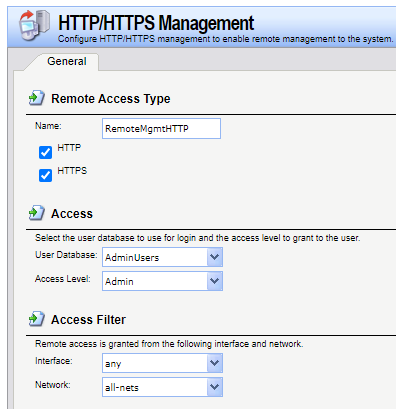 HTTP/HTTPS Management
Configure HTTP/HTTPS management to enable remote management to the system.
General
Remote Access Type
Name: RemoteMgmtHTTP
HTTP
HTTPS
Access
Select the user database to use for login and the access level to grant to the user.
User Database: AdminUsers
Access Level: Admin
Access Filter
Remote access is granted from the following interface and network.
Interface: any
Network: all-nets